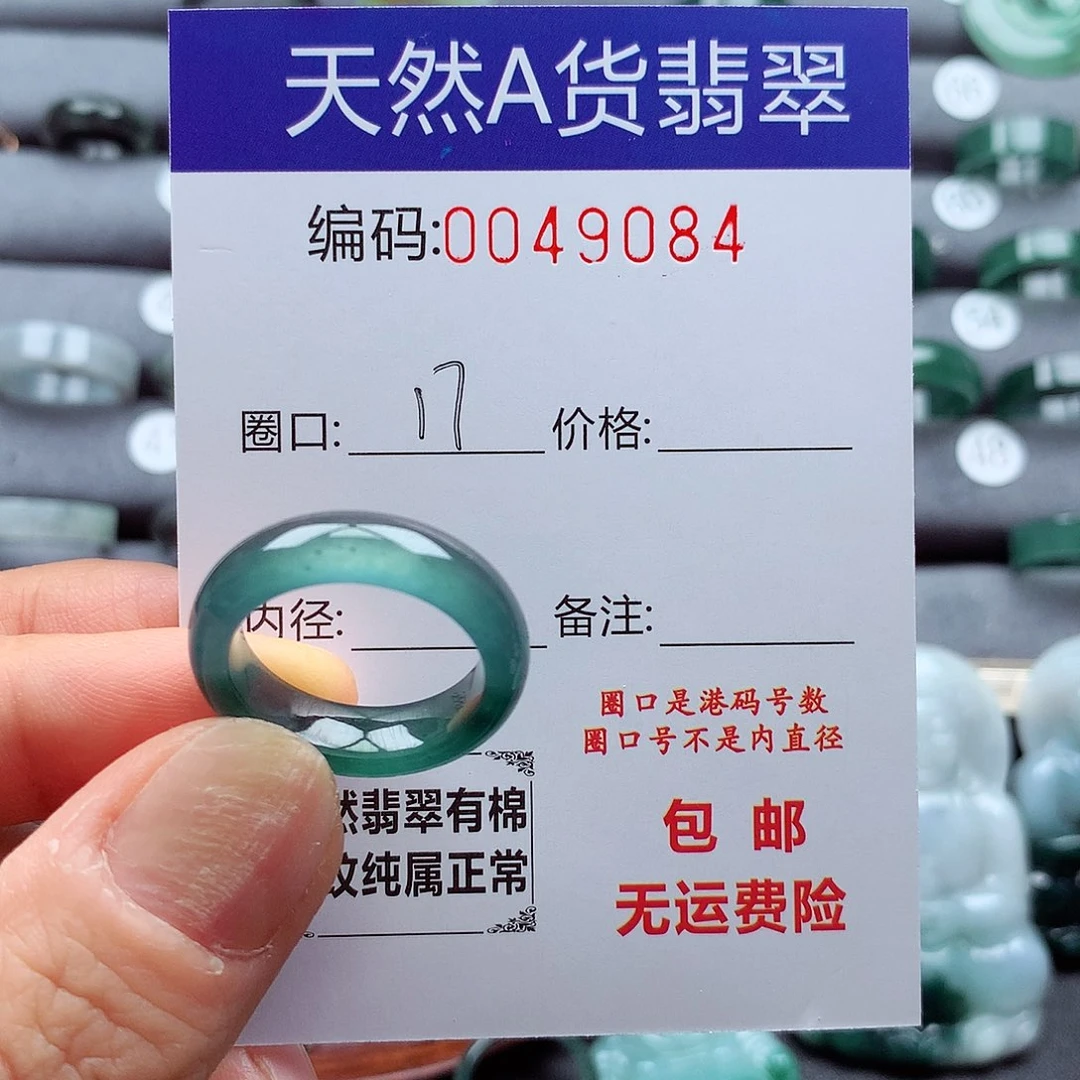 天然A货翡翠
编码:0049084
圈口: 17 价格:
内径: 备注:
圈口是港码号数
圈口号不是内直径
然翡翠有棉
纹纯属正常
包 邮
无运费险
48